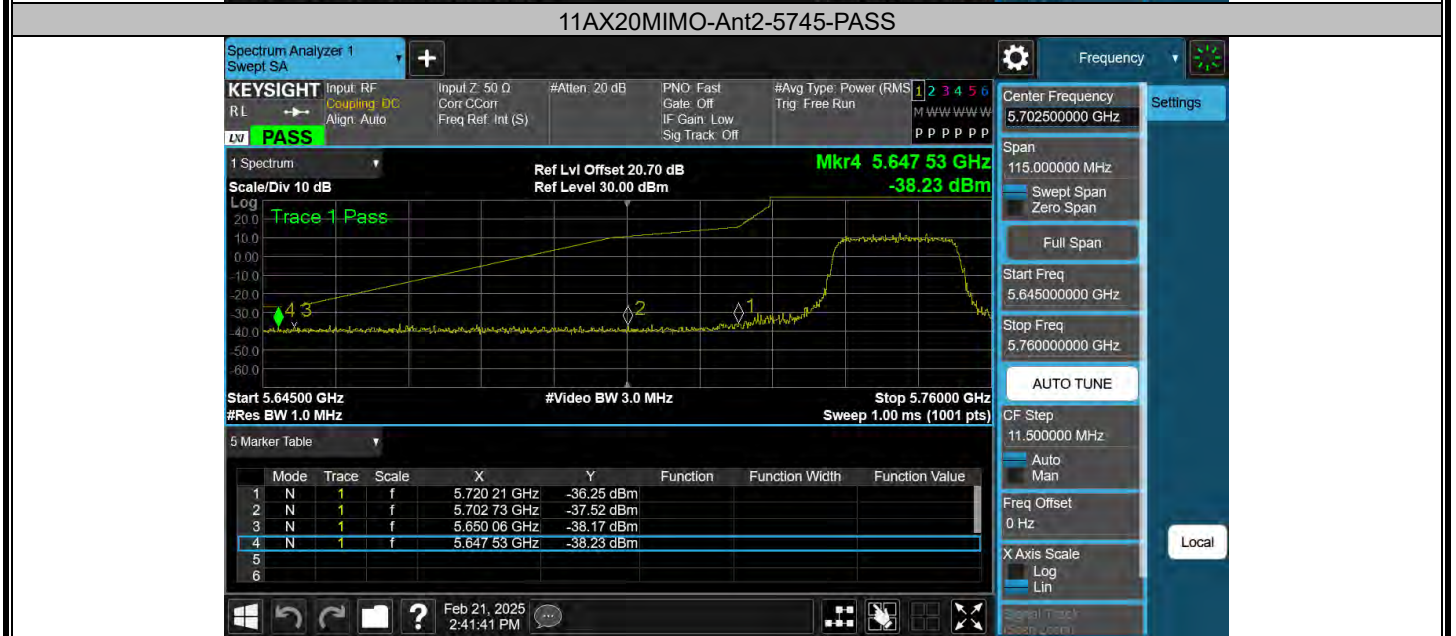 11AX20MIMO-Ant2-5745-PASS
Spectrum Analyzer 1
Swept SA
+
Frequency
KEYSIGHT
RL
LXI PASS
Input: RF
Coupling: DC
Align: Auto
Input Z: 50 Ω
Corr CCorr
Freq Ref: Int (S)
#Atten: 20 dB
PNO: Fast
Gate: Off
IF Gain: Low
Sig Track: Off
#Avg Type: Power (RMS
Trig: Free Run
1 2 3 4 5 6
M W W W W W
P P P P P P
1 Spectrum
Scale/Div 10 dB
Ref Lvl Offset 20.70 dB
Ref Level 30.00 dBm
Mkr4 5.647 53 GHz
-38.23 dBm
Log
Trace 1 Pass
20.0
10.0
0.00
-10.0
-20.0
-30.0
-40.0
-50.0
-60.0
4 3
2
1
Start 5.64500 GHz
#Video BW 3.0 MHz
Stop 5.76000 GHz
#Res BW 1.0 MHz
Sweep 1.00 ms (1001 pts)
5 Marker Table
Mode Trace Scale X Y Function Function Width Function Value
1 N 1 f 5.720 21 GHz -36.25 dBm
2 N 1 f 5.702 73 GHz -37.52 dBm
3 N 1 f 5.650 06 GHz -38.17 dBm
4 N 1 f 5.647 53 GHz -38.23 dBm
5
6
?
Feb 21, 2025
2:41:41 PM
Center Frequency
5.702500000 GHz
Settings
Span
115.000000 MHz
Swept Span
Zero Span
Full Span
Start Freq
5.645000000 GHz
Stop Freq
5.760000000 GHz
AUTO TUNE
CF Step
11.500000 MHz
Auto
Man
Freq Offset
0 Hz
X Axis Scale
Log
Lin
Signal Track
(Span Zoom)
Local